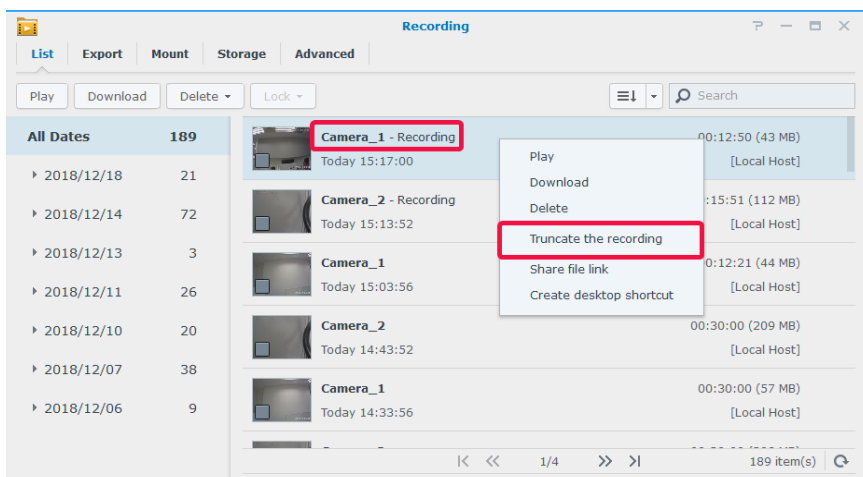 Recording
List Export Mount Storage Advanced
Play Download Delete Lock Search
All Dates 189
2018/12/18 21
2018/12/14 72
2018/12/13 3
2018/12/11 26
2018/12/10 20
2018/12/07 38
2018/12/06 9
Camera_1 - Recording 00:12:50 (43 MB)
Today 15:17:00 [Local Host]
Camera_2 - Recording :15:51 (112 MB)
Today 15:13:52 [Local Host]
Camera_1 0:12:21 (44 MB)
Today 15:03:56 [Local Host]
Camera_2 00:30:00 (209 MB)
Today 14:43:52 [Local Host]
Camera_1 00:30:00 (57 MB)
Today 14:33:56 [Local Host]
Play
Download
Delete
Truncate the recording
Share file link
Create desktop shortcut
1/4 189 item(s)